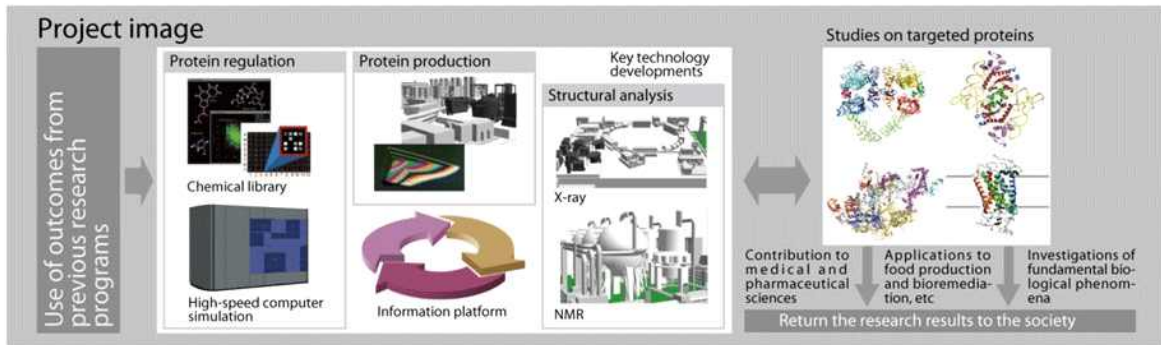 Project image
Use of outcomes from
previous research
programs
Protein regulation
Chemical library
High-speed computer
simulation
Protein production
Information platform
Key technology
developments
Structural analysis
X-ray
NMR
Studies on targeted proteins
Contribution to
medical and
pharmaceutical
sciences
Applications to
food production
and bioremedia-
tion, etc
Investigations of
fundamental bio-
logical phenom-
ena
Return the research results to the society